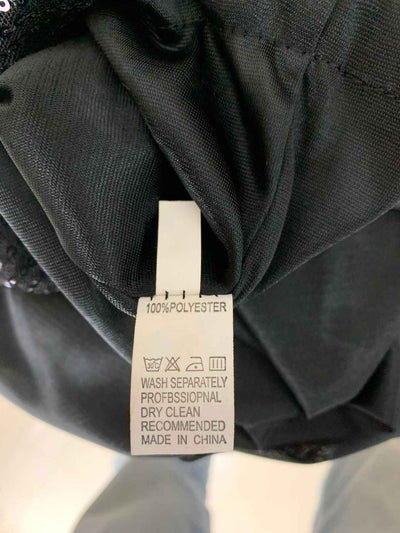 100%POLYESTER
WASH SEPARATELY
PROFBSSIOPNAL
DRY CLEAN
RECOMMENDED
MADE IN CHINA